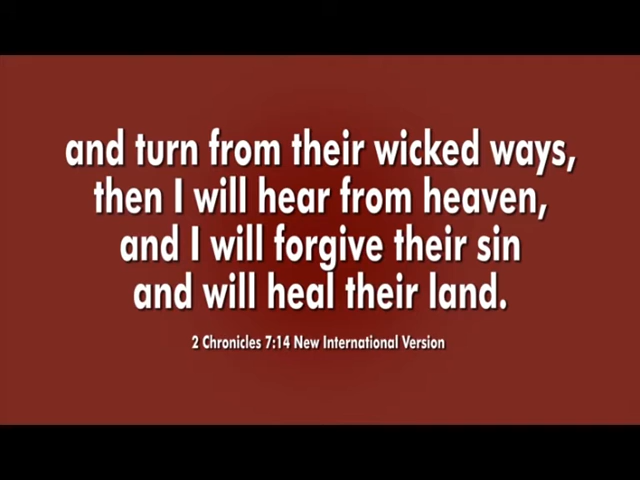 and turn from their wicked ways,
then I will hear from heaven,
and I will forgive their sin
and will heal their land.
2 Chronicles 7:14 New International Version